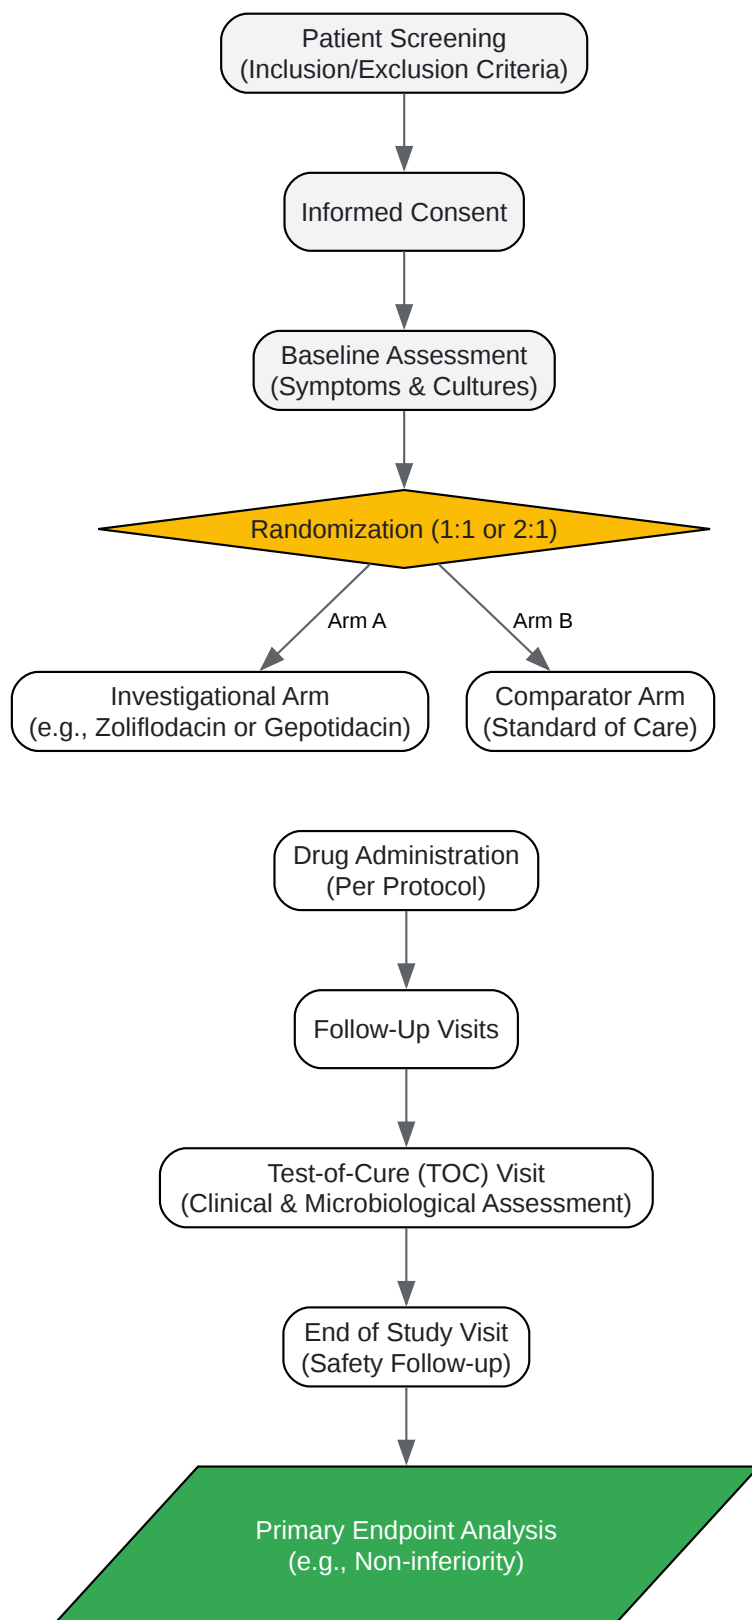 Patient Screening
(Inclusion/Exclusion Criteria)
Informed Consent
Baseline Assessment
(Symptoms & Cultures)
Randomization (1:1 or 2:1)
Arm A
Arm B
Investigational Arm
(e.g., Zoliflodacin or Gepotidacin)
Comparator Arm
(Standard of Care)
Drug Administration
(Per Protocol)
Follow-Up Visits
Test-of-Cure (TOC) Visit
(Clinical & Microbiological Assessment)
End of Study Visit
(Safety Follow-up)
Primary Endpoint Analysis
(e.g., Non-inferiority)